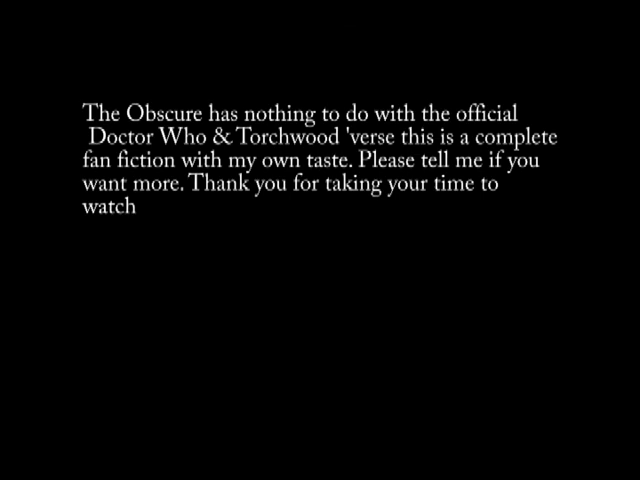 The Obscure has nothing to do with the official
Doctor Who & Torchwood 'verse this is a complete
fan fiction with my own taste. Please tell me if you
want more. Thank you for taking your time to
watch